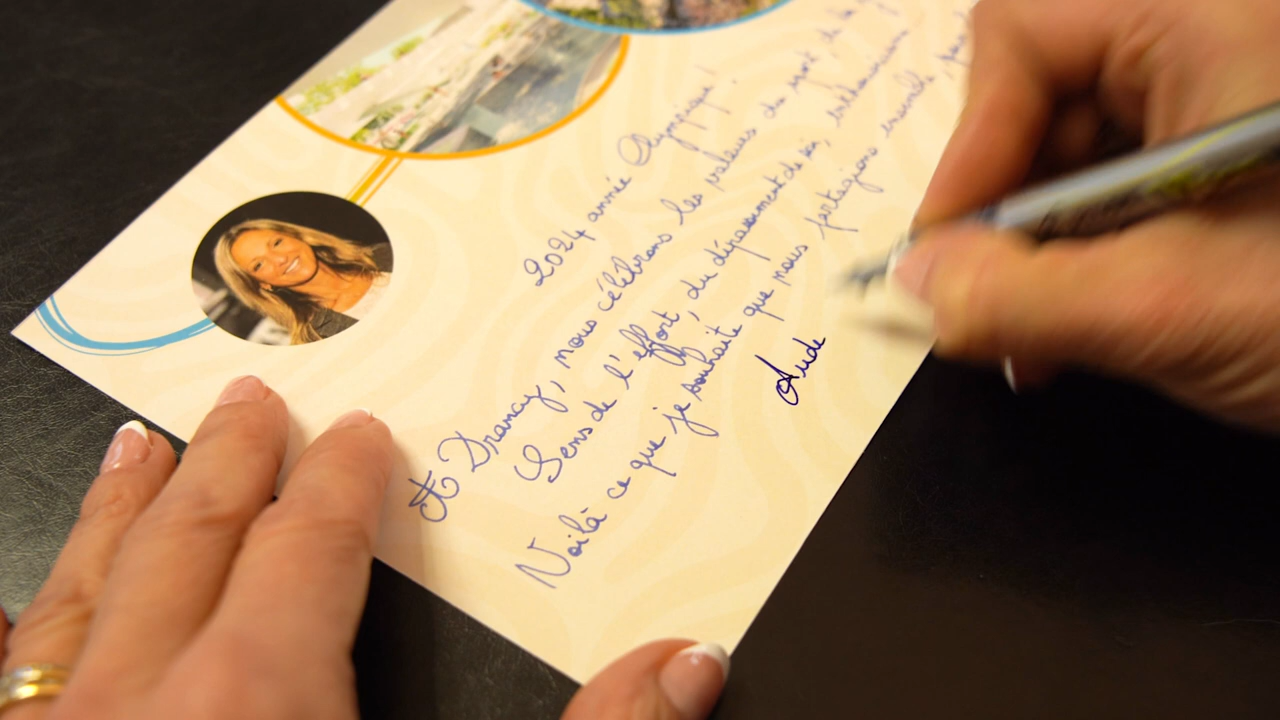 2024 année Olympique!
A Drancy, nous célébrons les valeurs du sport, de la
Sens de l'effort, du dépassement de soi,
Voilà ce que je souhaite que nous partagions ensemble,
Aude